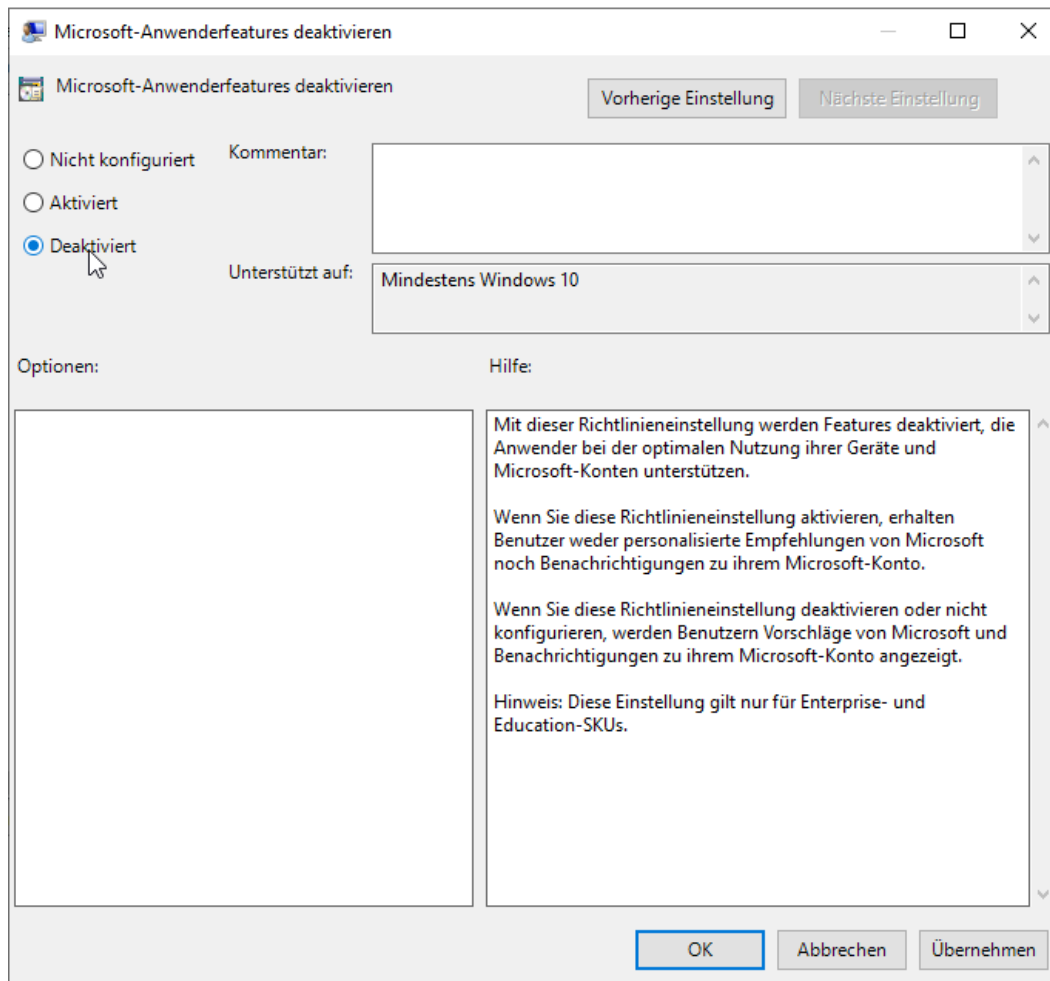 Microsoft-Anwenderfeatures deaktivieren
Microsoft-Anwenderfeatures deaktivieren
Vorherige Einstellung
Nächste Einstellung
Nicht konfiguriert
Kommentar:
Aktiviert
Deaktiviert
Unterstützt auf:
Mindestens Windows 10
Optionen:
Hilfe:
Mit dieser Richtlinieneinstellung werden Features deaktiviert, die
Anwender bei der optimalen Nutzung ihrer Geräte und
Microsoft-Konten unterstützen.
Wenn Sie diese Richtlinieneinstellung aktivieren, erhalten
Benutzer weder personalisierte Empfehlungen von Microsoft
noch Benachrichtigungen zu ihrem Microsoft-Konto.
Wenn Sie diese Richtlinieneinstellung deaktivieren oder nicht
konfigurieren, werden Benutzern Vorschläge von Microsoft und
Benachrichtigungen zu ihrem Microsoft-Konto angezeigt.
Hinweis: Diese Einstellung gilt nur für Enterprise- und
Education-SKUs.
OK
Abbrechen
Übernehmen